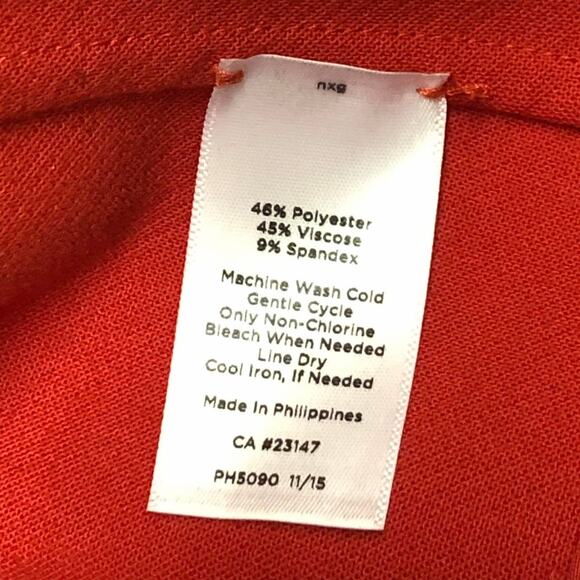 nxg
46% Polyester
45% Viscose
9% Spandex
Machine Wash Cold
Gentle Cycle
Only Non-Chlorine
Bleach When Needed
Line Dry
Cool Iron, If Needed
Made In Philippines
CA #23147
PH5090 11/15